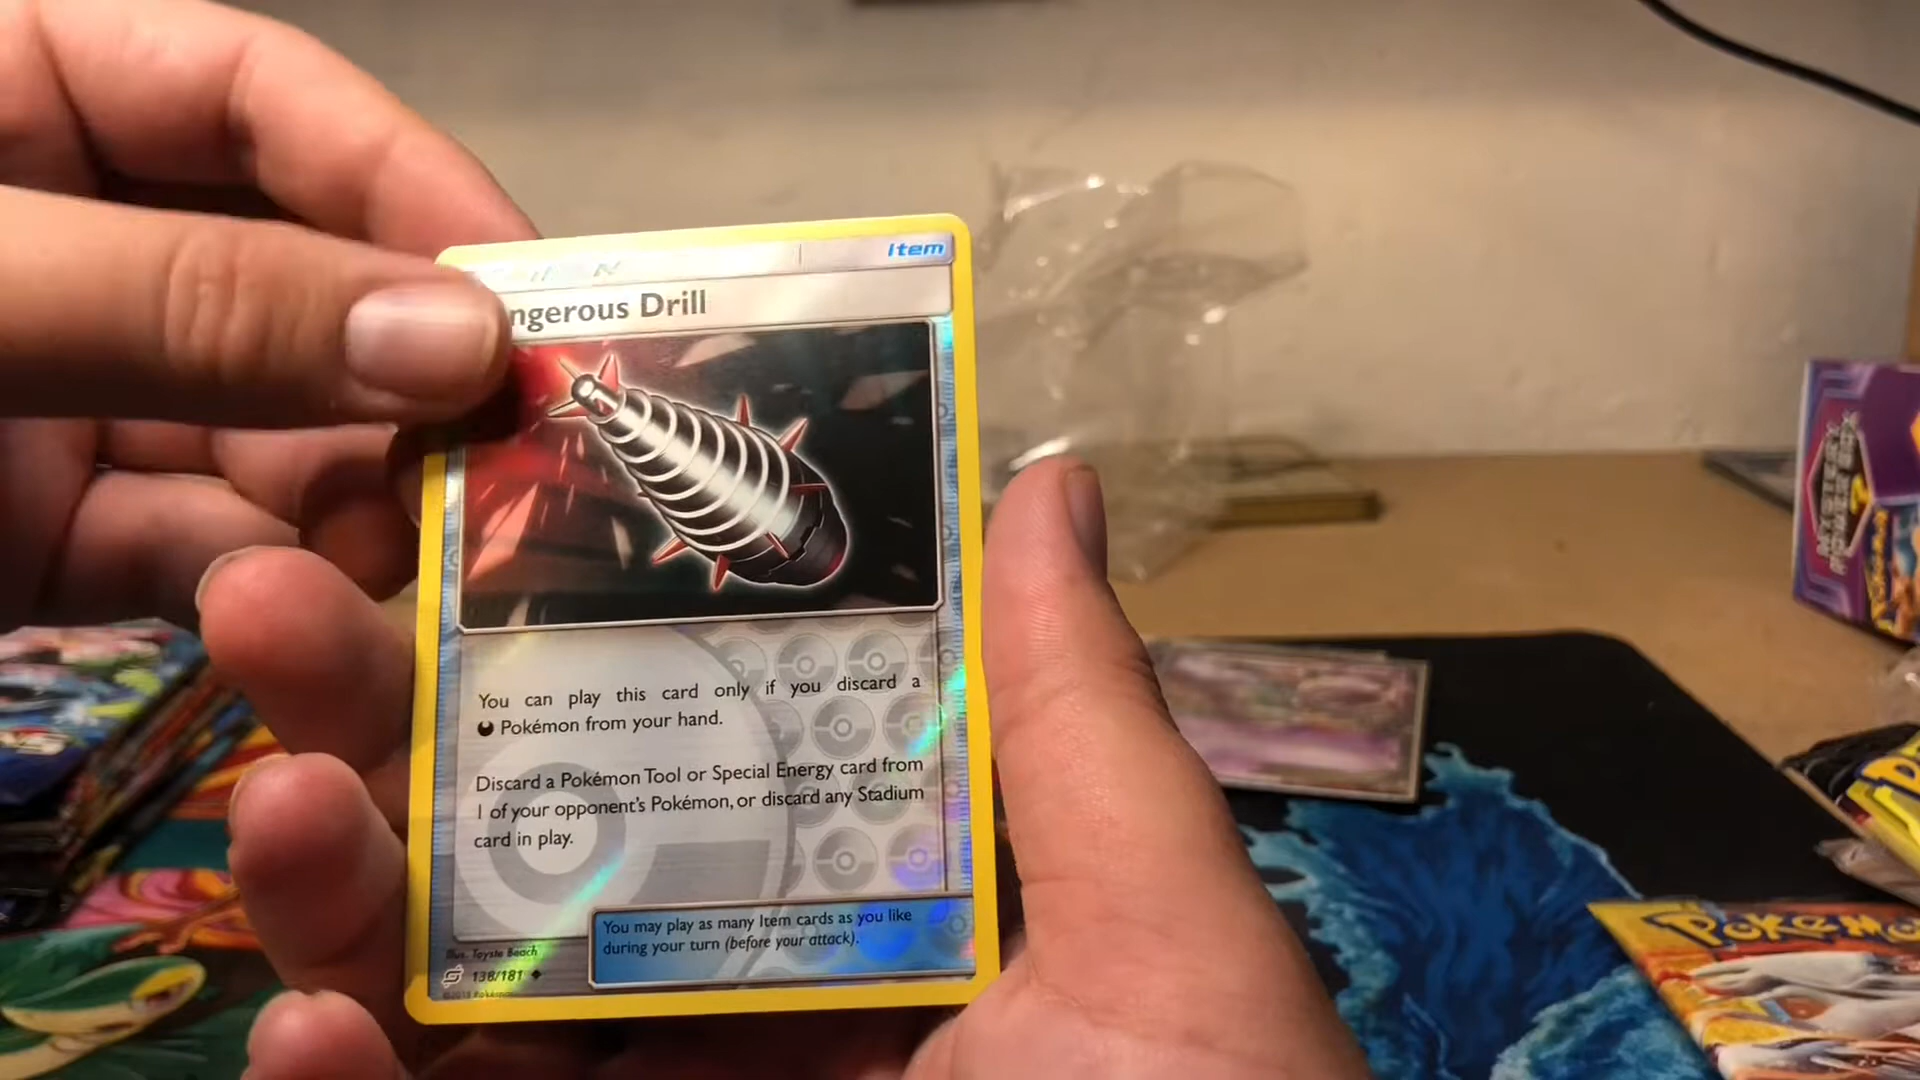 Item
ngerous Drill
You can play this card only if you discard a
Pokémon from your hand.
Discard a Pokémon Tool or Special Energy card from
1 of your opponent's Pokémon, or discard any Stadium
card in play.
You may play as many Item cards as you like
during your turn (before your attack).
Illus. Toyste Beach
138/181
MYSTERY
POWER BOX
?
POKéMO